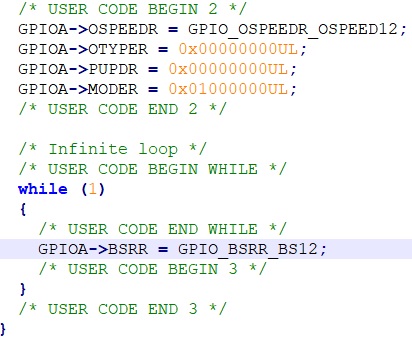 /* USER CODE BEGIN 2 */
GPIOA->OSPEEDR = GPIO_OSPEEDR_OSPEED12;
GPIOA->OTYPER = 0x00000000UL;
GPIOA->PUPDR = 0x00000000UL;
GPIOA->MODER = 0x01000000UL;
/* USER CODE END 2 */
/* Infinite loop */
/* USER CODE BEGIN WHILE */
while (1)
{
/* USER CODE END WHILE */
GPIOA->BSRR = GPIO_BSRR_BS12;
/* USER CODE BEGIN 3 */
}
/* USER CODE END 3 */
}